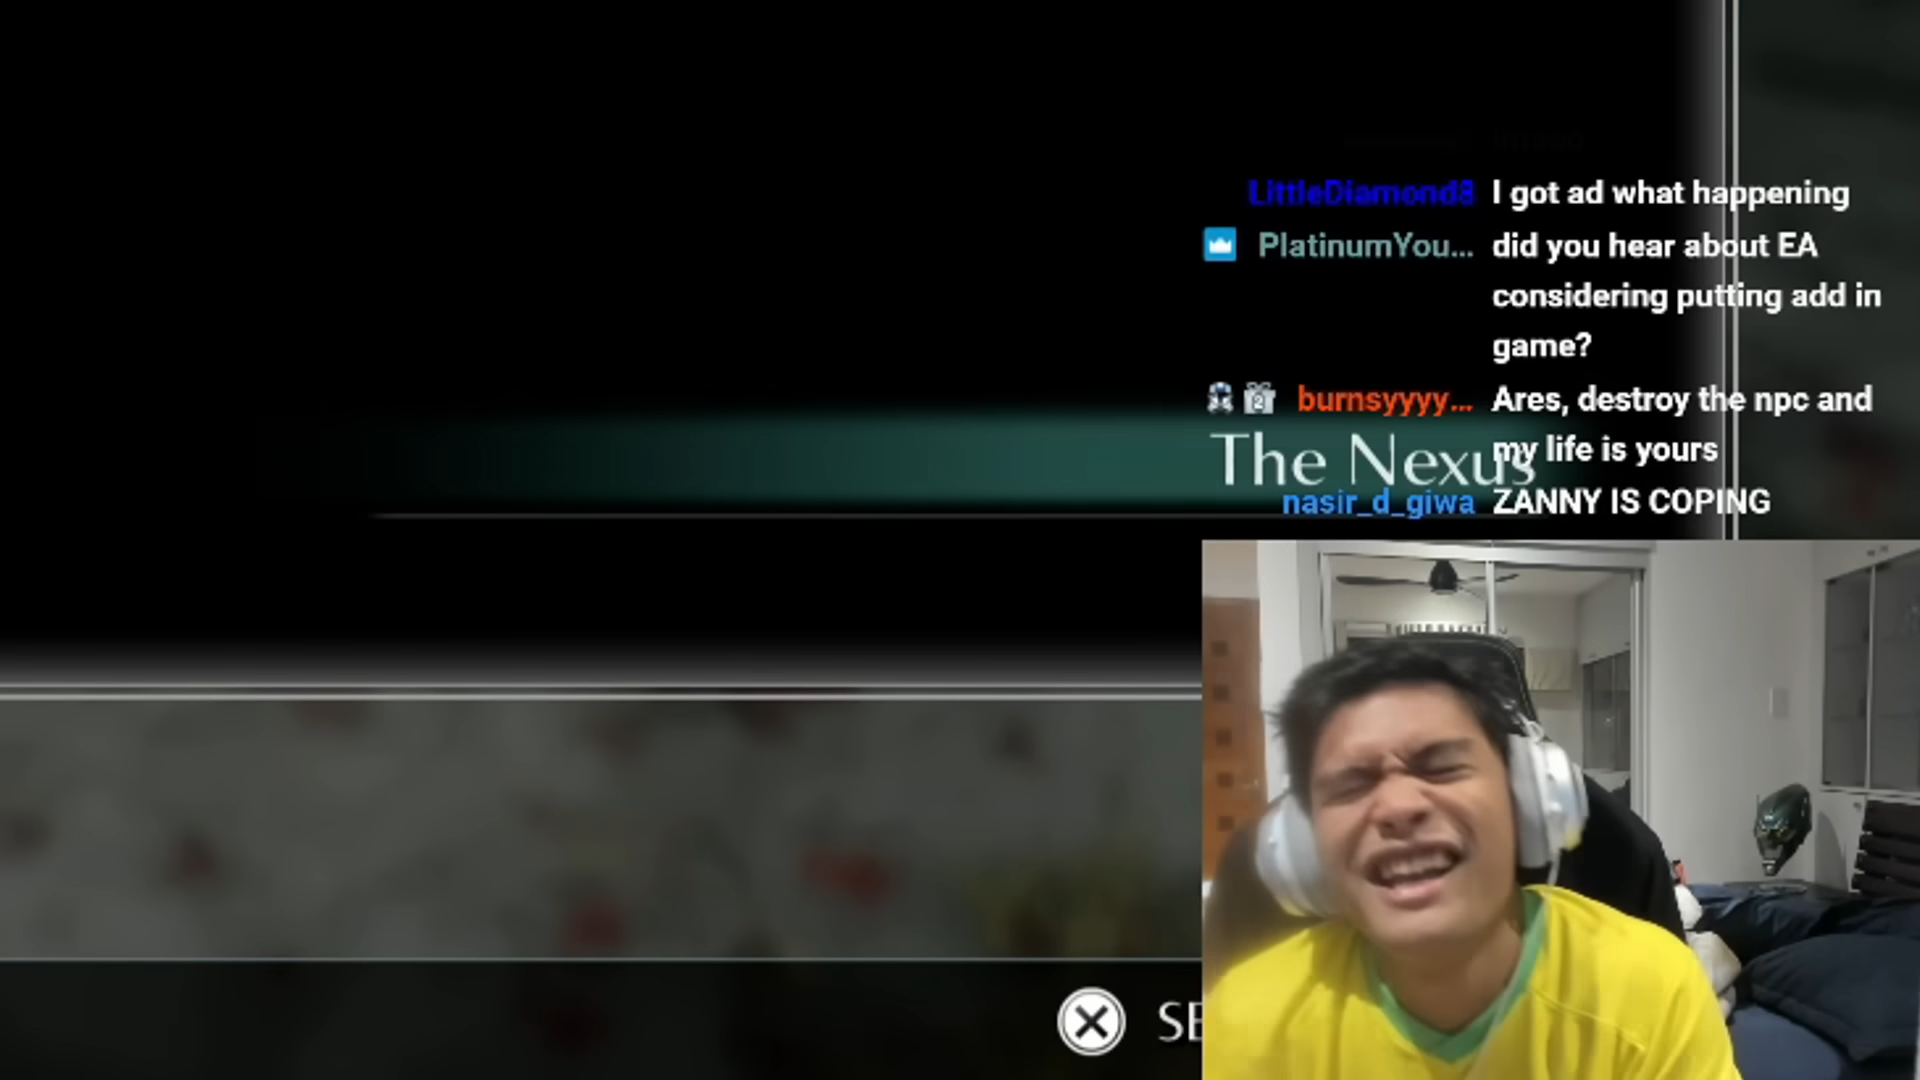 LittleDiamond8 I got ad what happening
PlatinumYou... did you hear about EA
considering putting add in
game?
burnsyyyy... Ares, destroy the npc and
my life is yours
The Nexus
nasir_d_giwa ZANNY IS COPING